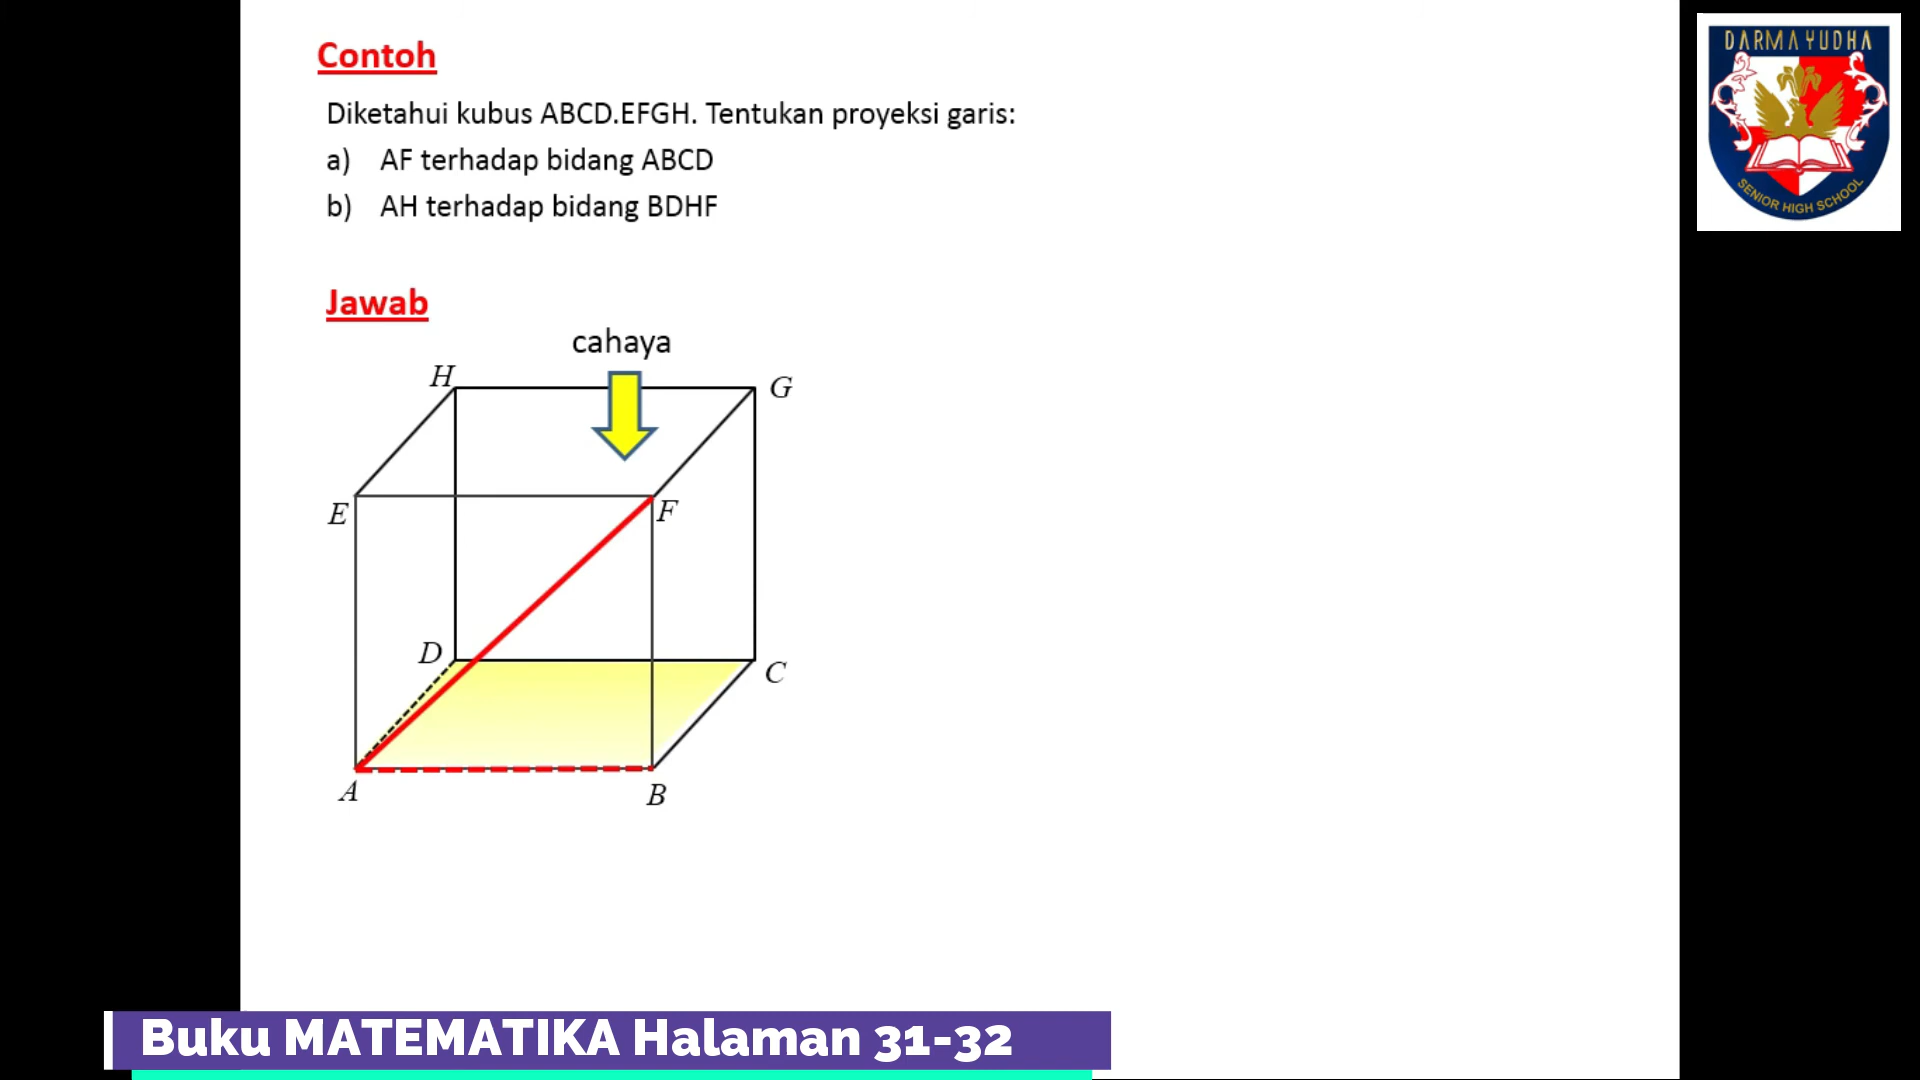 Contoh
Diketahui kubus ABCD.EFGH. Tentukan proyeksi garis:
a) AF terhadap bidang ABCD
b) AH terhadap bidang BDHF
Jawab
cahaya
H
G
E
F
D
C
A
B
DARMA YUDHA
SENIOR HIGH SCHOOL
Buku MATEMATIKA Halaman 31-32